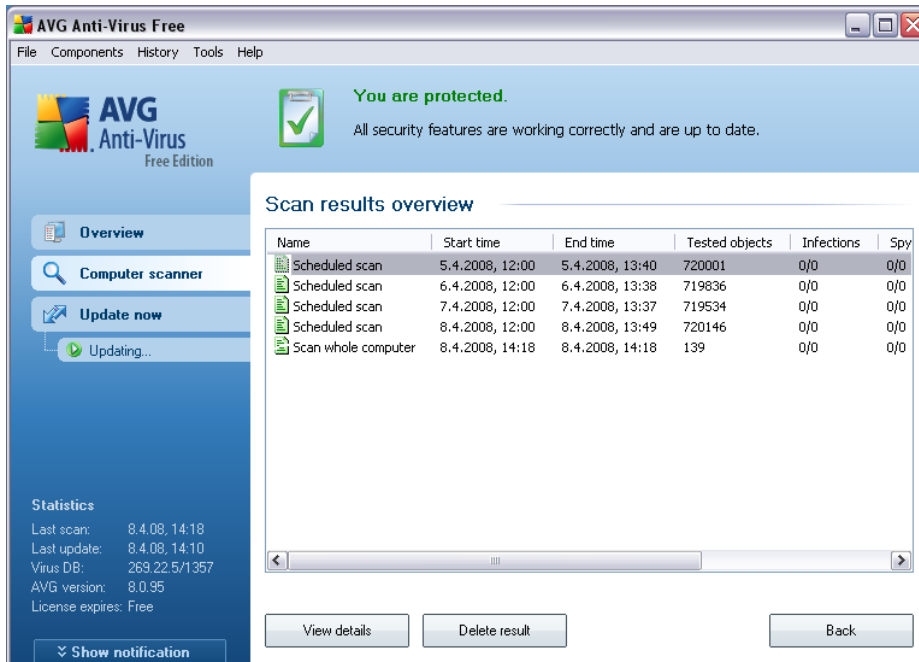 AVG Anti-Virus Free
File Components History Tools Help
AVG
Anti-Virus
Free Edition
You are protected.
All security features are working correctly and are up to date.
Overview
Computer scanner
Update now
Updating...
Scan results overview
Name Start time End time Tested objects Infections Spy
Scheduled scan 5.4.2008, 12:00 5.4.2008, 13:40 720001 0/0 0/0
Scheduled scan 6.4.2008, 12:00 6.4.2008, 13:38 719836 0/0 0/0
Scheduled scan 7.4.2008, 12:00 7.4.2008, 13:37 719534 0/0 0/0
Scheduled scan 8.4.2008, 12:00 8.4.2008, 13:49 720146 0/0 0/0
Scan whole computer 8.4.2008, 14:18 8.4.2008, 14:18 139 0/0 0/0
Statistics
Last scan: 8.4.08, 14:18
Last update: 8.4.08, 14:10
Virus DB: 269.22.5/1357
AVG version: 8.0.95
License expires: Free
Show notification
View details Delete result Back